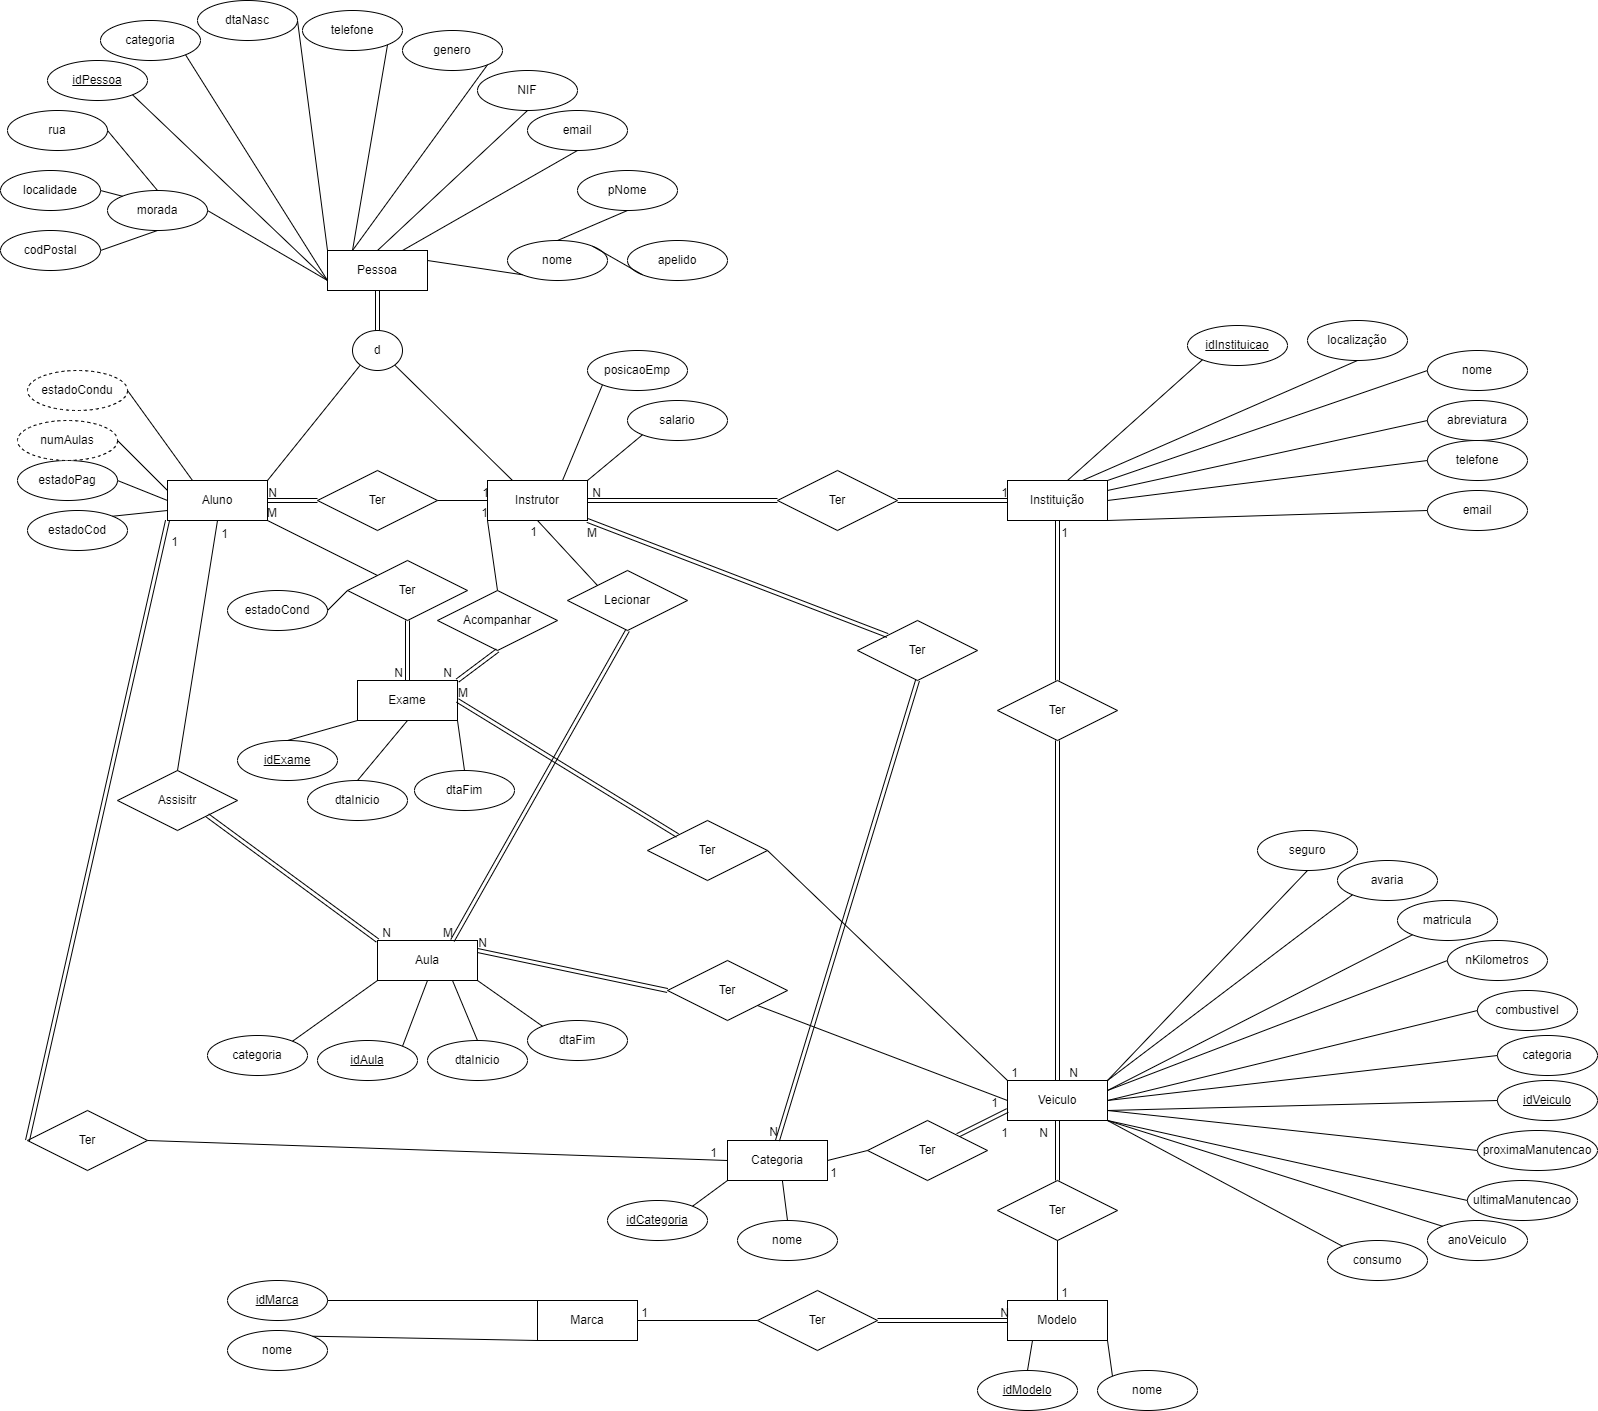 dtaNasc
telefone
categoria
genero
idPessoa
NIF
rua
email
localidade
morada
pNome
codPostal
nome
apelido
Pessoa
d
idInstituicao
localização
nome
abreviatura
telefone
email
posicaoEmp
salario
estadoCondu
numAulas
estadoPag
estadoCod
Aluno
N
M
Ter
1
1
Instrutor
N
Ter
1
Instituição
1
1
1
M
1
estadoCond
Ter
Acompanhar
Lecionar
Ter
N
N
M
Exame
Ter
idExame
dtaInicio
dtaFim
Assisitr
Ter
seguro
avaria
matricula
nKilometros
combustivel
categoria
idVeiculo
proximaManutencao
ultimaManutencao
anoVeiculo
consumo
N
M
N
Aula
Ter
categoria
idAula
dtaInicio
dtaFim
1
N
Veiculo
1
1
N
Ter
Ter
1
N
Categoria
1
Ter
idCategoria
nome
Ter
idMarca
nome
Marca
1
Ter
N
1
Modelo
idModelo
nome